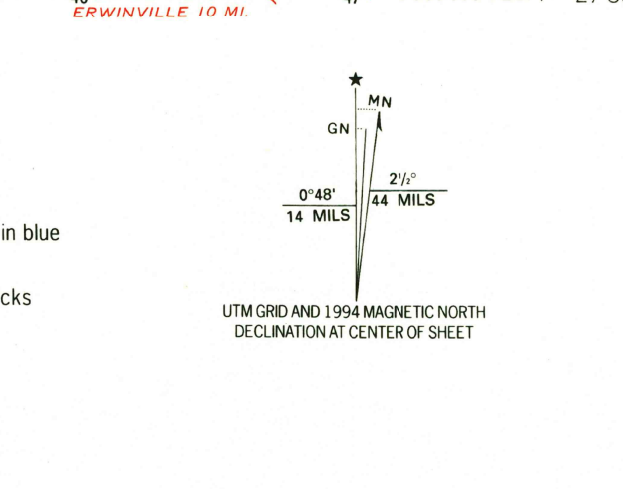 ERWINVILLE 10 MI.
★
MN
GN
0°48'
14 MILS
2½°
44 MILS
in blue
cks
UTM GRID AND 1994 MAGNETIC NORTH
DECLINATION AT CENTER OF SHEET